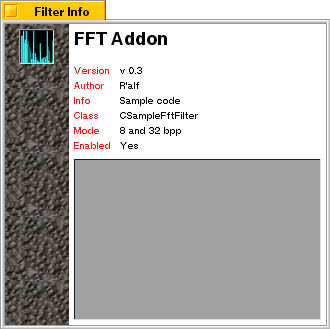 Filter Info
FFT Addon
Version v 0.3
Author R'alf
Info Sample code
Class CSampleFftFilter
Mode 8 and 32 bpp
Enabled Yes